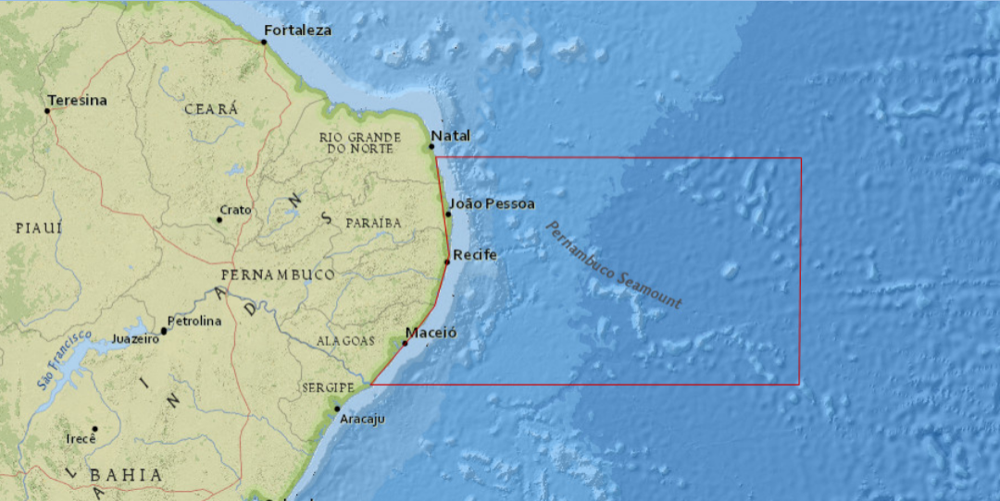 Fortaleza
Teresina
CEARÁ
RIO GRANDE
DO NORTE
Natal
João Pessoa
Crato
N
S
PARAÍBA
PIAUÍ
Recife
Pernambuco Seamount
PERNAMBUCO
A
D
Petrolina
Juazeiro
São Francisco
ALAGOAS
Maceió
I
N
SERGIPE
Aracaju
Irecê
L
BAHIA
A